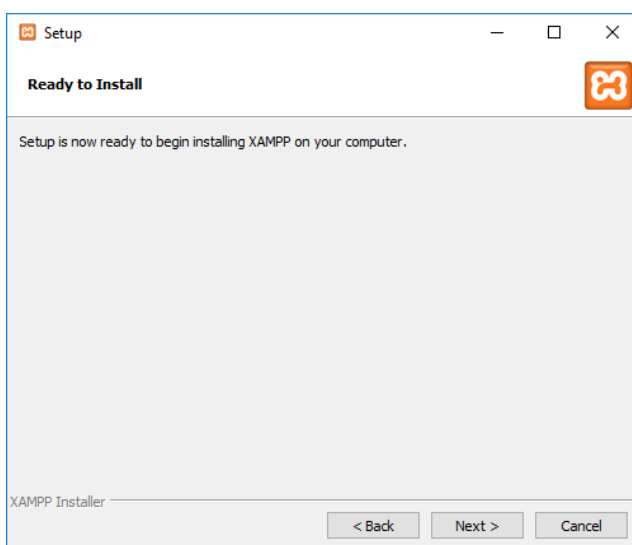 Setup
Ready to Install
Setup is now ready to begin installing XAMPP on your computer.
XAMPP Installer
< Back
Next >
Cancel